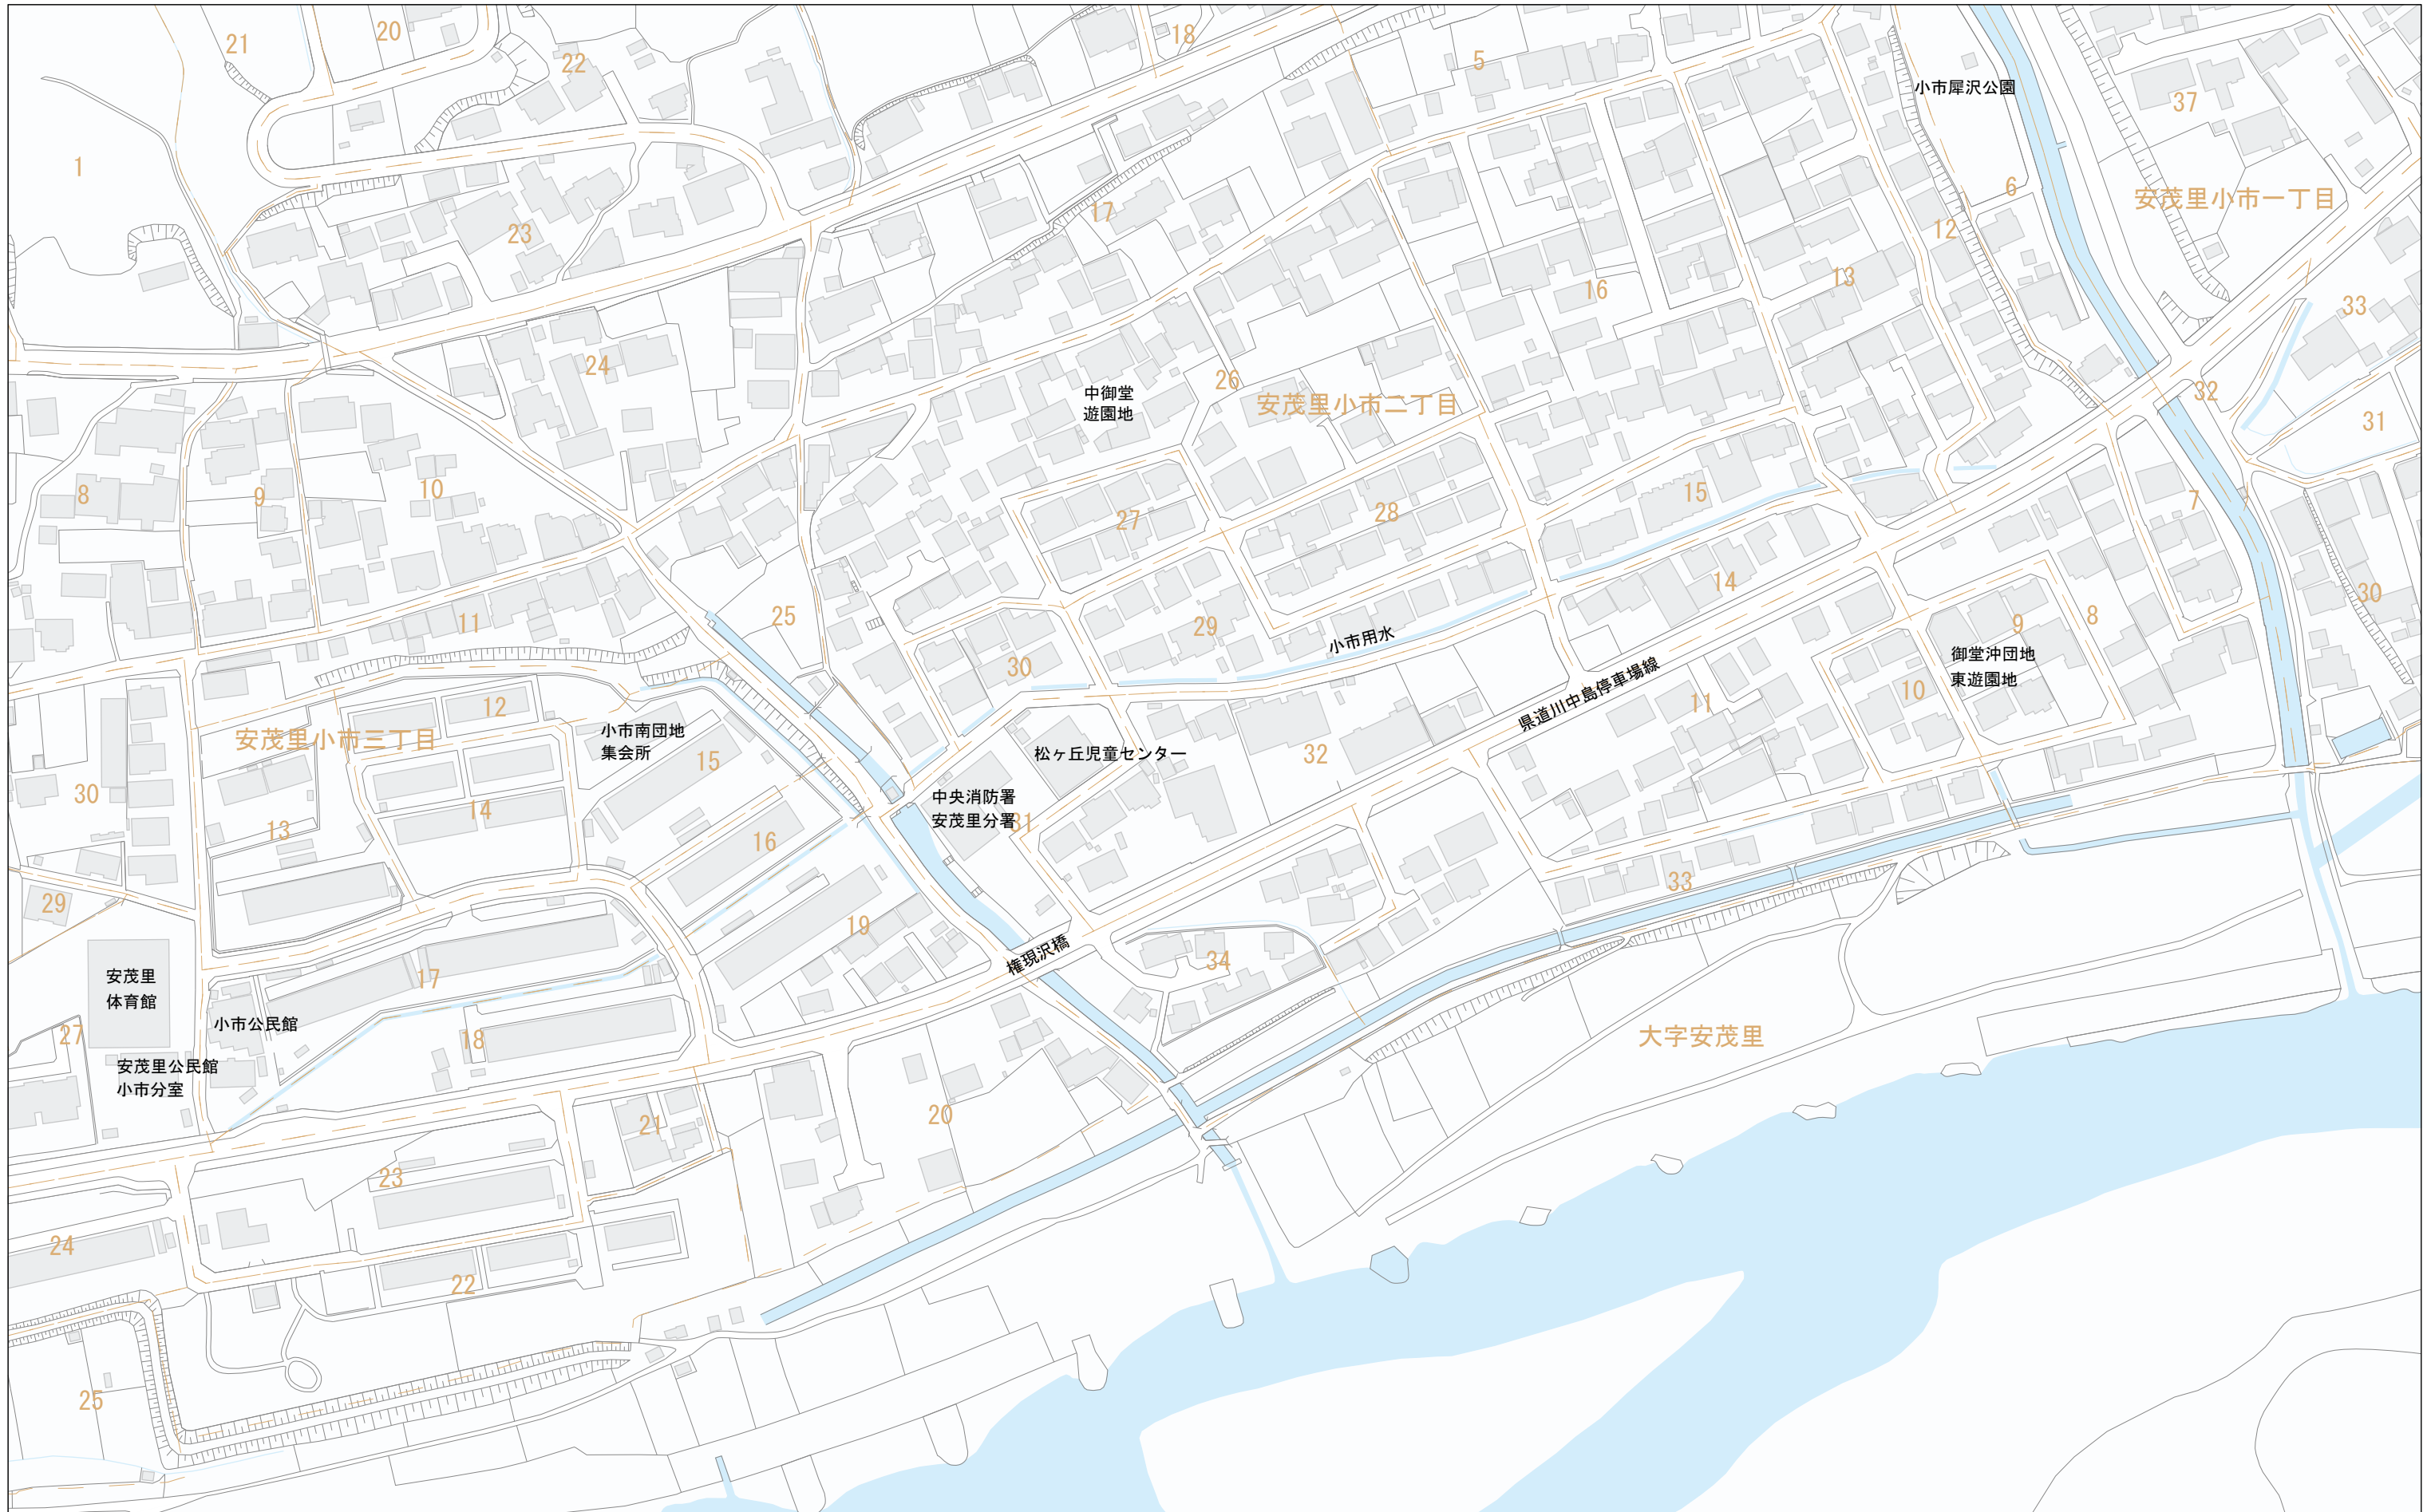 21
20
22
18
5
小市犀沢公園
37
1
6
安茂里小市一丁目
17
23
12
13
16
33
24
26
中御堂
遊園地
安茂里小市二丁目
32
31
8
9
10
15
7
27
28
14
30
25
11
29
小市用水
9
8
30
御堂沖団地
東遊園地
県道川中島停車場線
10
11
12
小市南団地
集会所
安茂里小市三丁目
15
松ヶ丘児童センター
32
30
中央消防署
安茂里分署
31
14
13
16
33
29
19
権現沢橋
34
安茂里
体育館
17
小市公民館
27
18
大字安茂里
安茂里公民館
小市分室
21
20
23
24
22
25